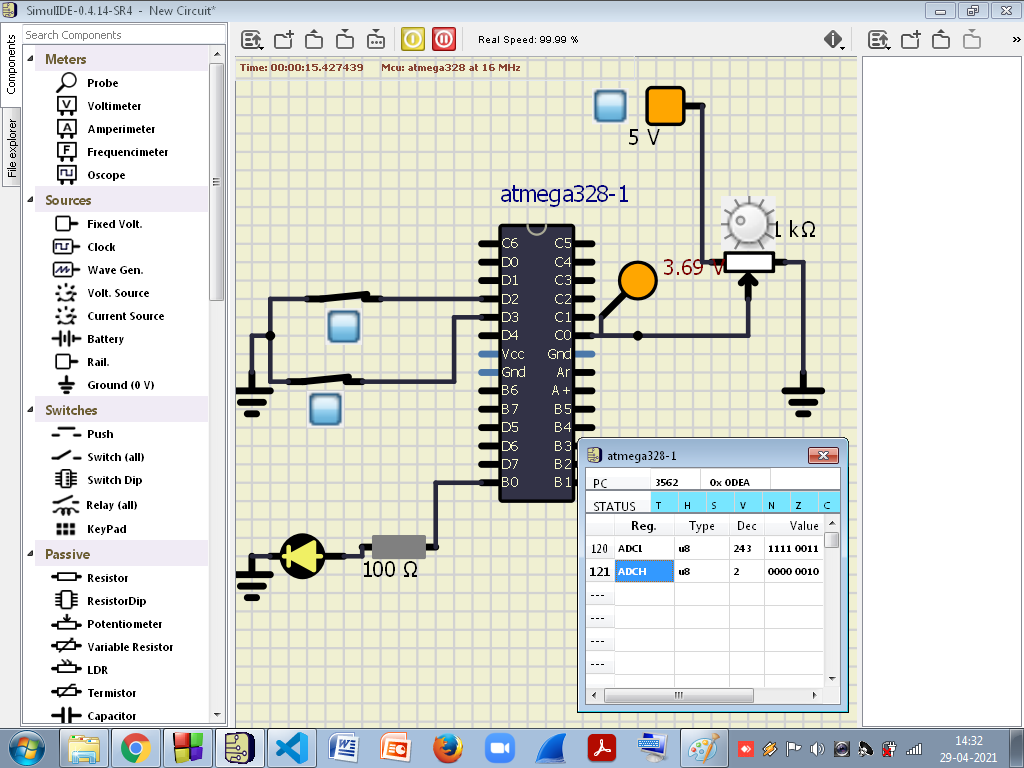 SimulIDE-0.4.14-SR4 - New Circuit*
Components
File explorer
Search Components
Meters
Probe
Voltimeter
Amperimeter
Frequencimeter
Oscope
Sources
Fixed Volt.
Clock
Wave Gen.
Volt. Source
Current Source
Battery
Rail.
Ground (0 V)
Switches
Push
Switch (all)
Switch Dip
Relay (all)
KeyPad
Passive
Resistor
ResistorDip
Potentiometer
Variable Resistor
LDR
Termistor
Capacitor
Real Speed: 99.99 %
»
Time: 00:00:15.427439 Mcu: atmega328 at 16 MHz
5 V
atmega328-1
1 kΩ
3.69 V
C6 C5
D0 C4
D1 C3
D2 C2
D3 C1
D4 C0
Vcc Gnd
Gnd Ar
B6 A+
B7 B5
D5 B4
D6 B3
D7 B2
B0 B1
100 Ω
atmega328-1
PC 3562 0x 0DEA
STATUS T H S V N Z C
Reg. Type Dec Value
120 ADCL u8 243 1111 0011
121 ADCH u8 2 0000 0010
---
---
---
---
14:32
29-04-2021